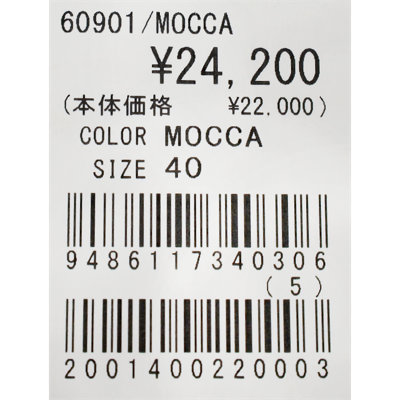 60901/MOCCA
¥24,200
(本体価格 ¥22,000)
COLOR MOCCA
SIZE 40
9486117340306
(5)
2001400220003